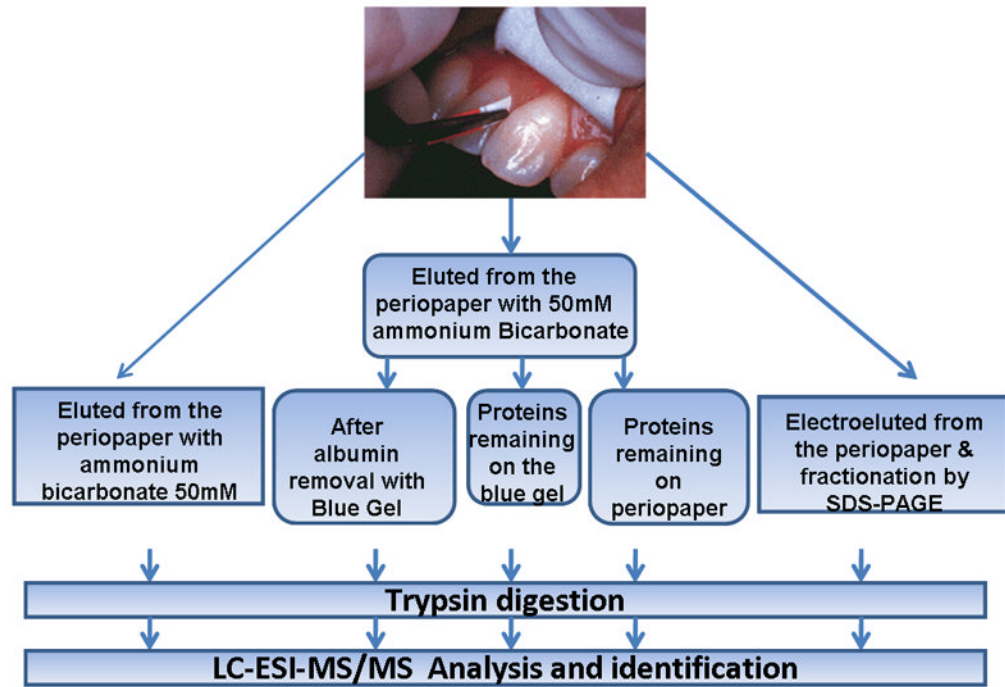 Eluted from the
periopaper with 50mM
ammonium Bicarbonate
Eluted from the
periopaper with
ammonium
bicarbonate 50mM
After
albumin
removal with
Blue Gel
Proteins
remaining
on the
blue gel
Proteins
remaining
on
periopaper
Electroeluted from
the periopaper &
fractionation by
SDS-PAGE
Trypsin digestion
LC-ESI-MS/MS Analysis and identification